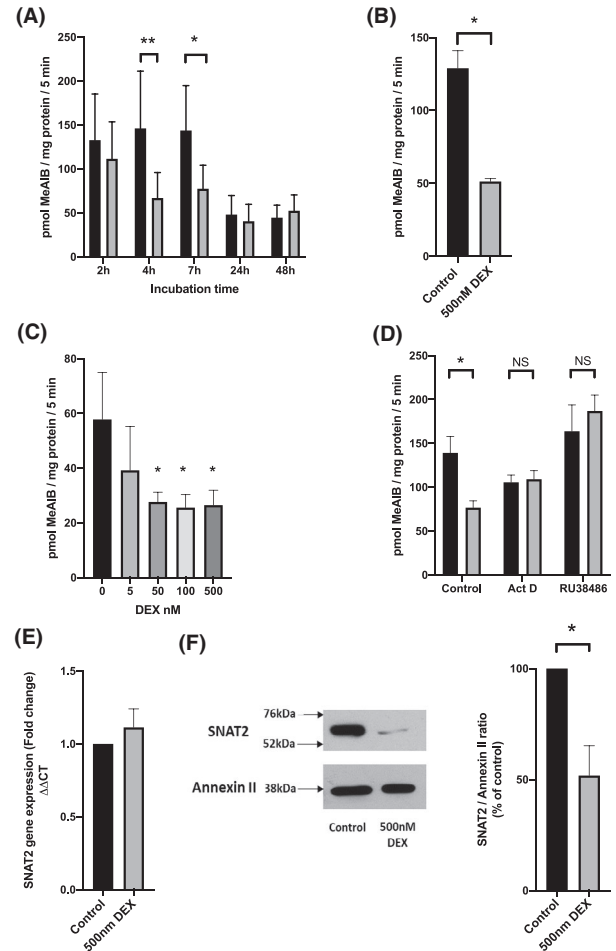 (A)
pmol MeAIB / mg protein / 5 min
250
200
150
100
50
0
**
*
2h 4h 7h 24h 48h
Incubation time
(B)
pmol MeAIB / mg protein / 5 min
150
100
50
0
*
Control
500nM DEX
(C)
pmol MeAIB / mg protein / 5 min
80
60
40
20
0
* * *
0 5 50 100 500
DEX nM
(D)
pmol MeAIB / mg protein / 5 min
250
200
150
100
50
0
*
NS
NS
Control Act D RU38486
(E)
SNAT2 gene expression (Fold change)
ΔΔCT
1.5
1.0
0.5
0.0
Control
500nm DEX
(F)
SNAT2
76kDa
52kDa
Annexin II 38kDa
Control 500nM
DEX
SNAT2 / Annexin II ratio
(% of control)
100
50
0
*
Control
500nM DEX